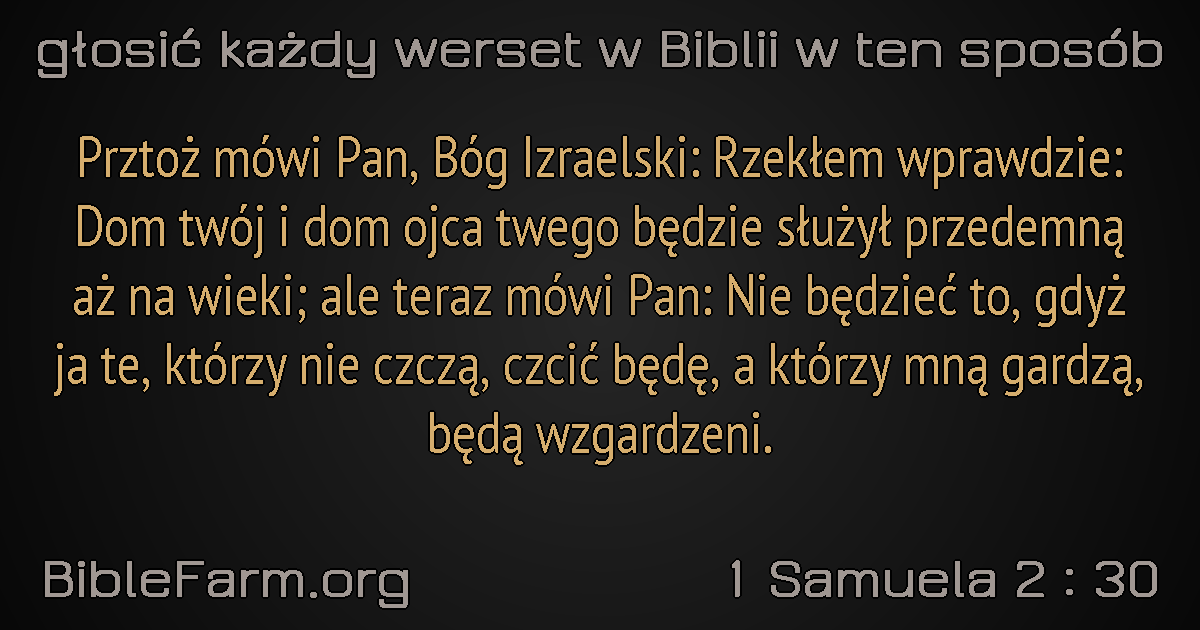 głosić każdy werset w Biblii w ten sposób
Prztoż mówi Pan, Bóg Izraelski: Rzekłem wprawdzie:
Dom twój i dom ojca twego będzie służył przedemną
aż na wieki; ale teraz mówi Pan: Nie będzieć to, gdyż
ja te, którzy nie czczą, czcić będę, a którzy mną gardzą,
będą wzgardzeni.
BibleFarm.org
1 Samuela 2 : 30